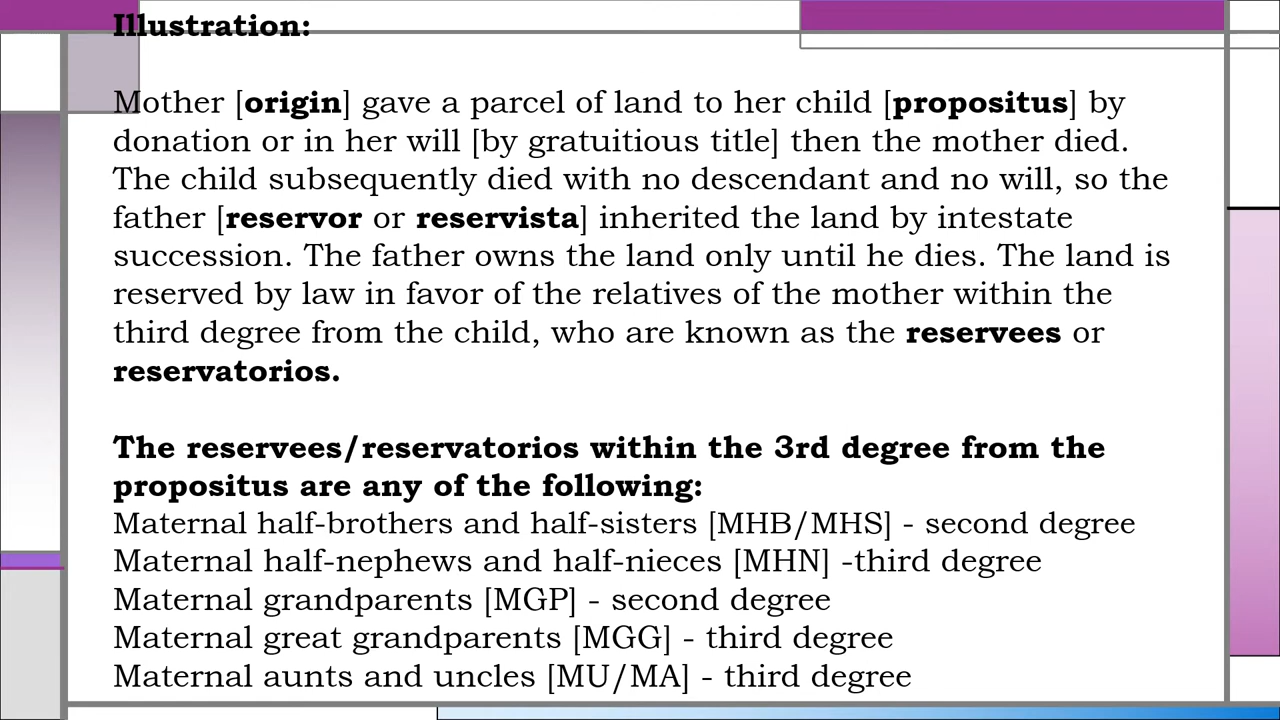 Illustration:
Mother [origin] gave a parcel of land to her child [propositus] by
donation or in her will [by gratuitious title] then the mother died.
The child subsequently died with no descendant and no will, so the
father [reservor or reservista] inherited the land by intestate
succession. The father owns the land only until he dies. The land is
reserved by law in favor of the relatives of the mother within the
third degree from the child, who are known as the reservees or
reservatorios.
The reservees/reservatorios within the 3rd degree from the
propositus are any of the following:
Maternal half-brothers and half-sisters [MHB/MHS] - second degree
Maternal half-nephews and half-nieces [MHN] -third degree
Maternal grandparents [MGP] - second degree
Maternal great grandparents [MGG] - third degree
Maternal aunts and uncles [MU/MA] - third degree